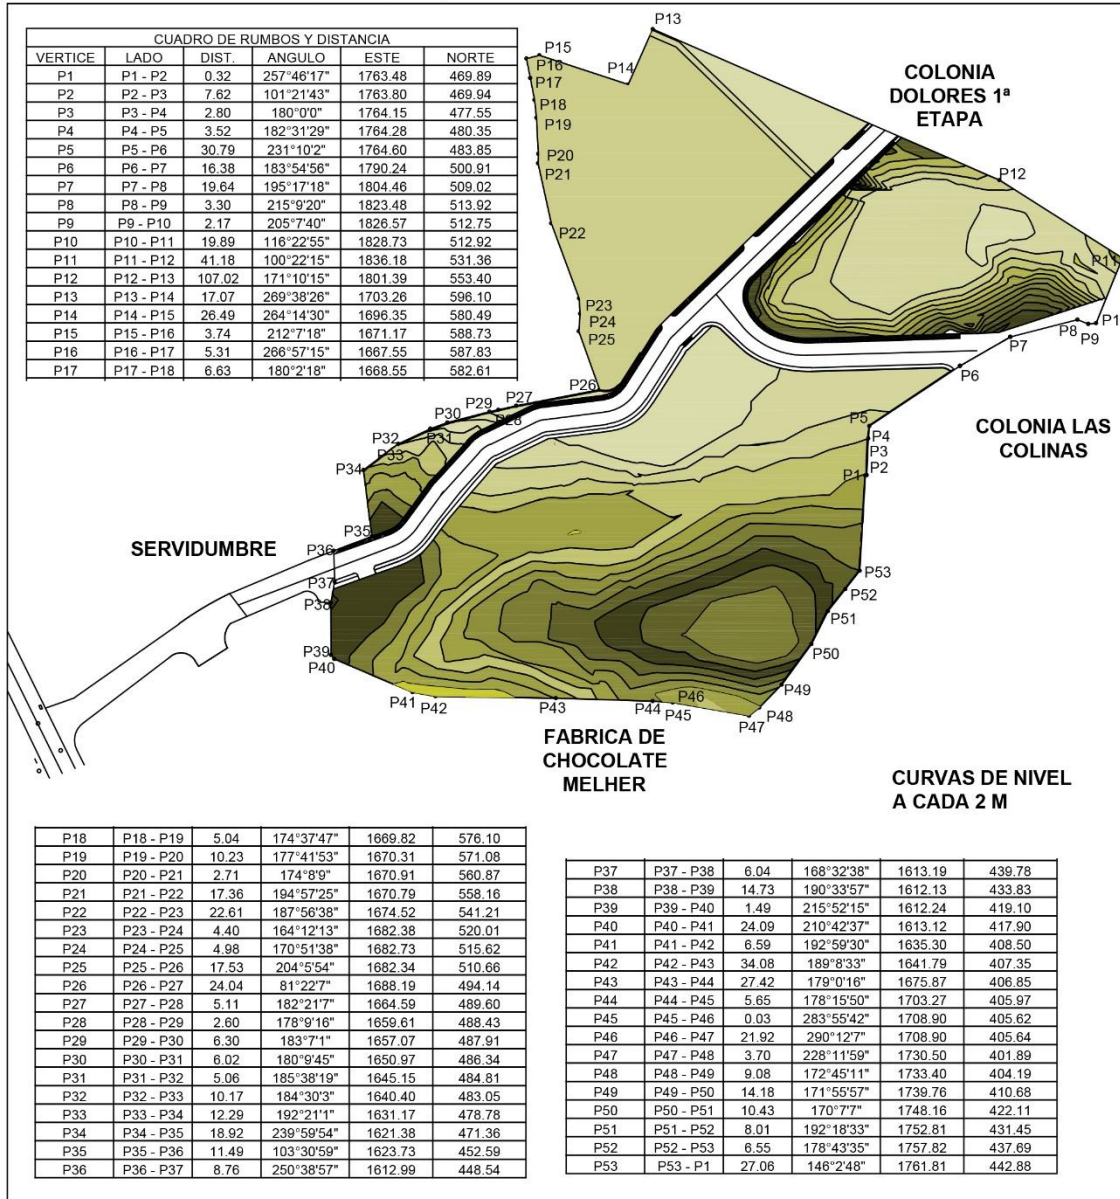 CUADRO DE RUMBOS Y DISTANCIA
VERTICE LADO DIST. ANGULO ESTE NORTE
P1 P1 - P2 0.32 257°46'17" 1763.48 469.89
P2 P2 - P3 7.62 101°21'43" 1763.80 469.94
P3 P3 - P4 2.80 180°0'0" 1764.15 477.55
P4 P4 - P5 3.52 182°31'29" 1764.28 480.35
P5 P5 - P6 30.79 231°10'2" 1764.60 483.85
P6 P6 - P7 16.38 183°54'56" 1790.24 500.91
P7 P7 - P8 19.64 195°17'18" 1804.46 509.02
P8 P8 - P9 3.30 215°9'20" 1823.48 513.92
P9 P9 - P10 2.17 205°7'40" 1826.57 512.75
P10 P10 - P11 19.89 116°22'55" 1828.73 512.92
P11 P11 - P12 41.18 100°22'15" 1836.18 531.36
P12 P12 - P13 107.02 171°10'15" 1801.39 553.40
P13 P13 - P14 17.07 269°38'26" 1703.26 596.10
P14 P14 - P15 26.49 264°14'30" 1696.35 580.49
P15 P15 - P16 3.74 212°7'18" 1671.17 588.73
P16 P16 - P17 5.31 266°57'15" 1667.55 587.83
P17 P17 - P18 6.63 180°2'18" 1668.55 582.61
P13
P15
P16
P14
P17
P18
P19
P20
P21
P22
P23
P24
P25
P26
COLONIA
DOLORES 1ª
ETAPA
P12
P11
P1
P8
P9
P7
P6
COLONIA LAS
COLINAS
P5
P4
P3
P1 P2
P27
P29
P28
P30
P31
P32
P33
P34
P35
P36
SERVIDUMBRE
P37
P38
P39
P40
P41
P42
P43
P44
P46
P45
P47
P48
P49
P50
P51
P52
P53
FABRICA DE
CHOCOLATE
MELHER
CURVAS DE NIVEL
A CADA 2 M
P18 P18 - P19 5.04 174°37'47" 1669.82 576.10
P19 P19 - P20 10.23 177°41'53" 1670.31 571.08
P20 P20 - P21 2.71 174°8'9" 1670.79 560.87
P21 P21 - P22 17.36 194°57'25" 1670.91 558.16
P22 P22 - P23 22.61 187°56'38" 1674.52 541.21
P23 P23 - P24 4.40 164°12'13" 1682.38 520.01
P24 P24 - P25 4.98 170°51'38" 1682.73 515.62
P25 P25 - P26 17.53 204°5'54" 1682.34 510.66
P26 P26 - P27 24.04 81°22'7" 1688.19 494.14
P27 P27 - P28 5.11 182°21'7" 1664.59 489.60
P28 P28 - P29 2.60 178°9'16" 1659.61 488.43
P29 P29 - P30 6.30 183°7'1" 1657.07 487.91
P30 P30 - P31 6.02 180°9'45" 1650.97 486.34
P31 P31 - P32 5.06 185°38'19" 1645.15 484.81
P32 P32 - P33 10.17 184°30'3" 1640.40 483.05
P33 P33 - P34 12.29 192°21'1" 1631.17 478.78
P34 P34 - P35 18.92 239°59'54" 1621.38 471.36
P35 P35 - P36 11.49 103°30'59" 1623.73 452.59
P36 P36 - P37 8.76 250°38'57" 1612.99 448.54
P37 P37 - P38 6.04 168°32'38" 1613.19 439.78
P38 P38 - P39 14.73 190°33'57" 1612.13 433.83
P39 P39 - P40 1.49 215°52'15" 1612.24 419.10
P40 P40 - P41 24.09 210°42'37" 1613.12 417.90
P41 P41 - P42 6.59 192°59'30" 1635.30 408.50
P42 P42 - P43 34.08 189°8'33" 1641.79 407.35
P43 P43 - P44 27.42 179°0'16" 1675.87 406.85
P44 P44 - P45 5.65 178°15'50" 1703.27 405.97
P45 P45 - P46 0.03 283°55'42" 1708.90 405.62
P46 P46 - P47 21.92 290°12'7" 1708.90 405.64
P47 P47 - P48 3.70 228°11'59" 1730.50 401.89
P48 P48 - P49 9.08 172°45'11" 1733.40 404.19
P49 P49 - P50 14.18 171°55'57" 1739.76 410.68
P50 P50 - P51 10.43 170°7'7" 1748.16 422.11
P51 P51 - P52 8.01 192°18'33" 1752.81 431.45
P52 P52 - P53 6.55 178°43'35" 1757.82 437.69
P53 P53 - P1 27.06 146°2'48" 1761.81 442.88